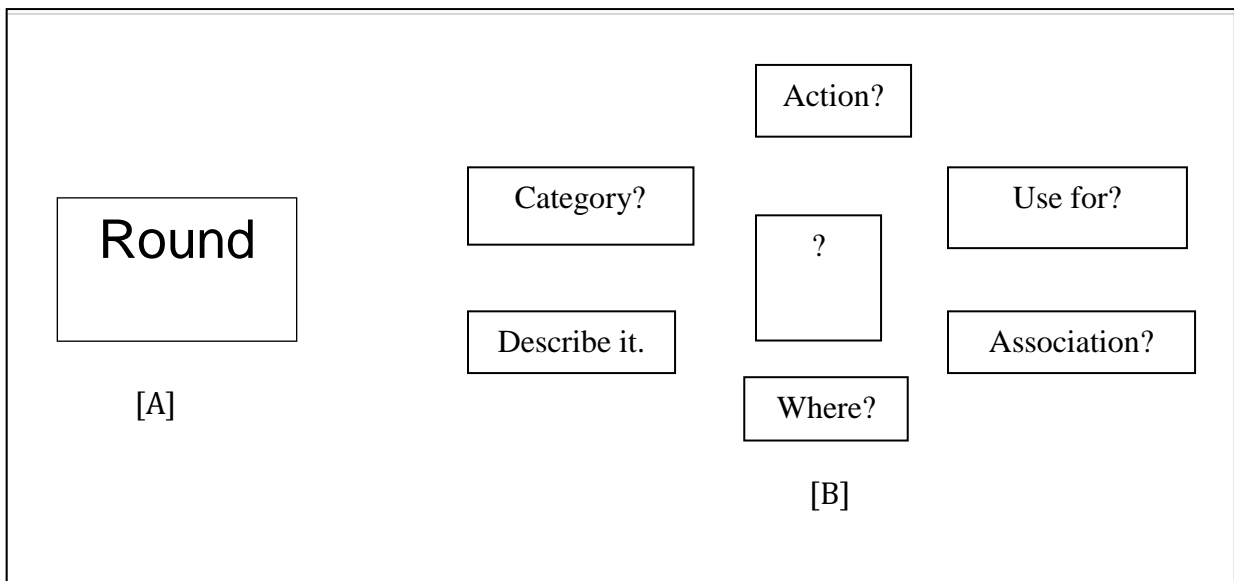 Action?
Category?
Use for?
Round
?
Describe it.
Association?
Where?
[A]
[B]